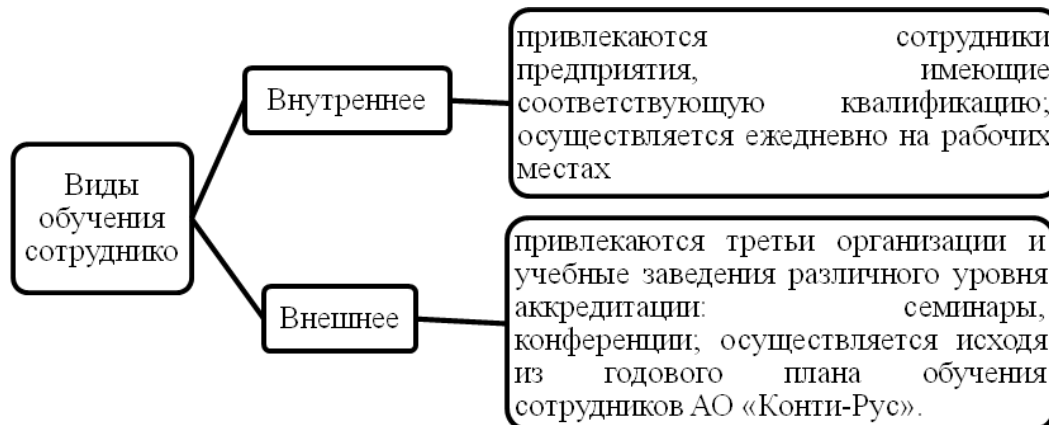 Виды
обучения
сотруднико
Внутреннее
привлекаются сотрудники
предприятия, имеющие
соответствующую квалификацию;
осуществляется ежедневно на рабочих
местах
Внешнее
привлекаются третьи организации и
учебные заведения различного уровня
аккредитации: семинары,
конференции; осуществляется исходя
из годового плана обучения
сотрудников АО «Конти-Рус».